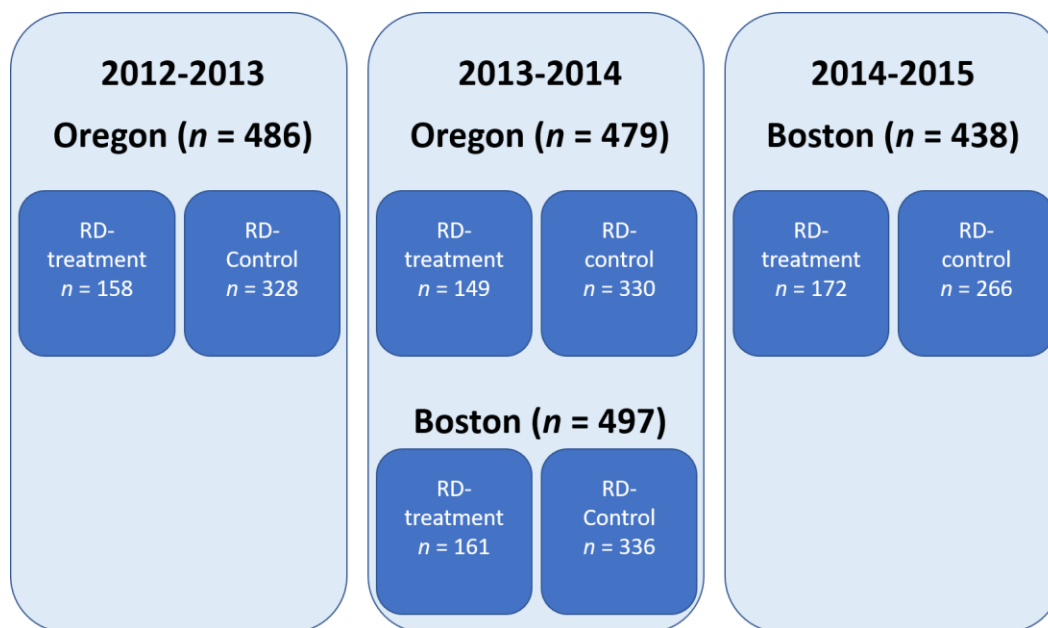 2012-2013
Oregon (n = 486)
RD-
treatment
n = 158
RD-
Control
n = 328
2013-2014
Oregon (n = 479)
RD-
treatment
n = 149
RD-
control
n = 330
Boston (n = 497)
RD-
treatment
n = 161
RD-
Control
n = 336
2014-2015
Boston (n = 438)
RD-
treatment
n = 172
RD-
control
n = 266